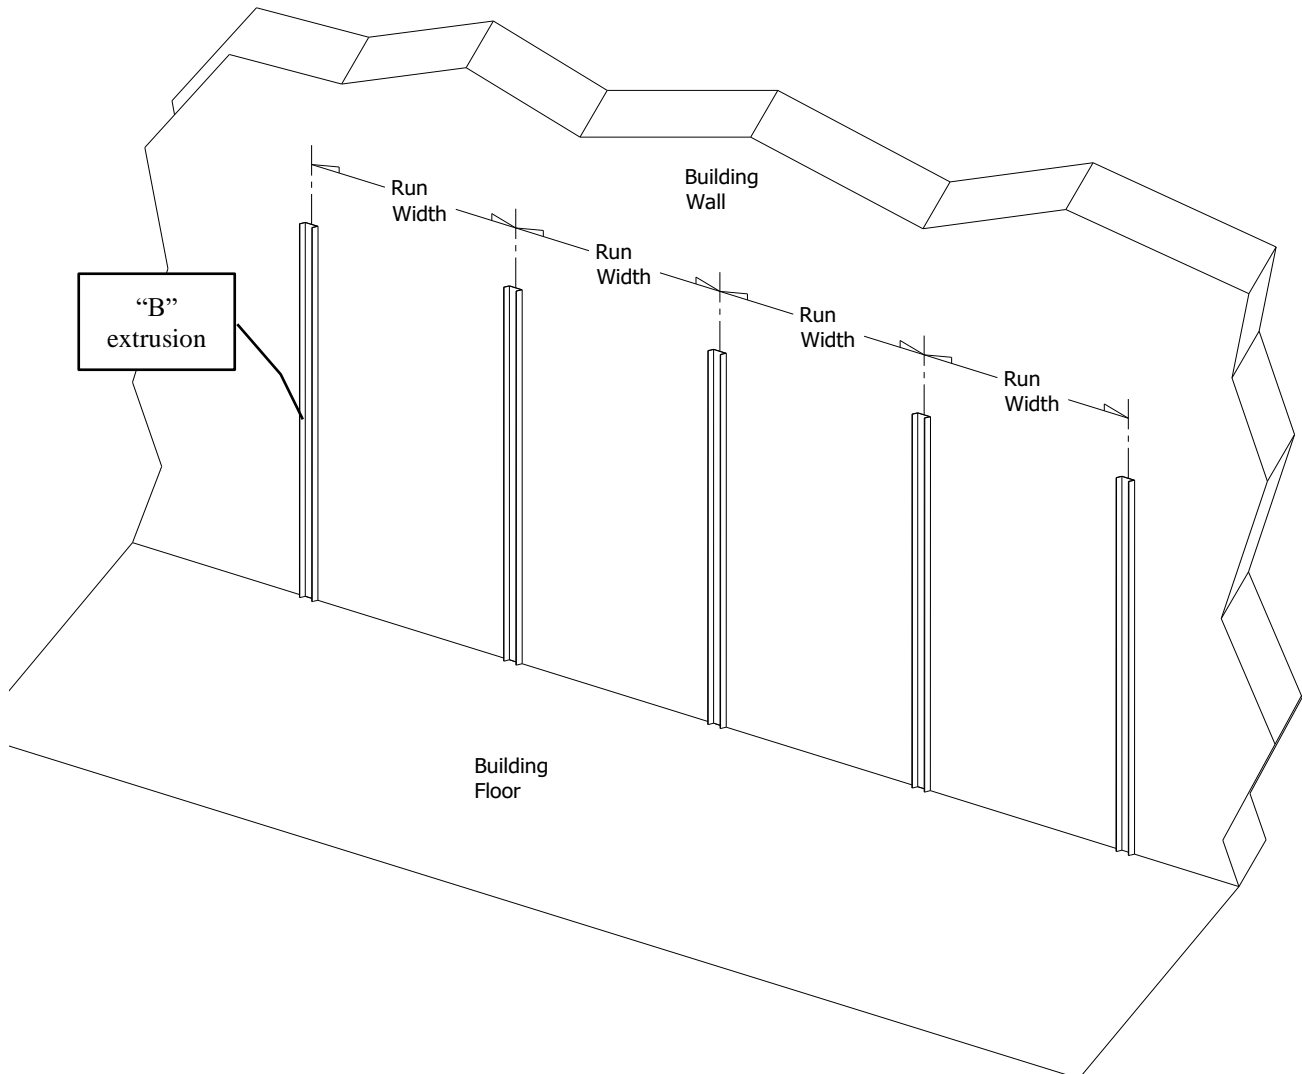 Building
Wall
Run
Width
Run
Width
Run
Width
Run
Width
“B”
extrusion
Building
Floor